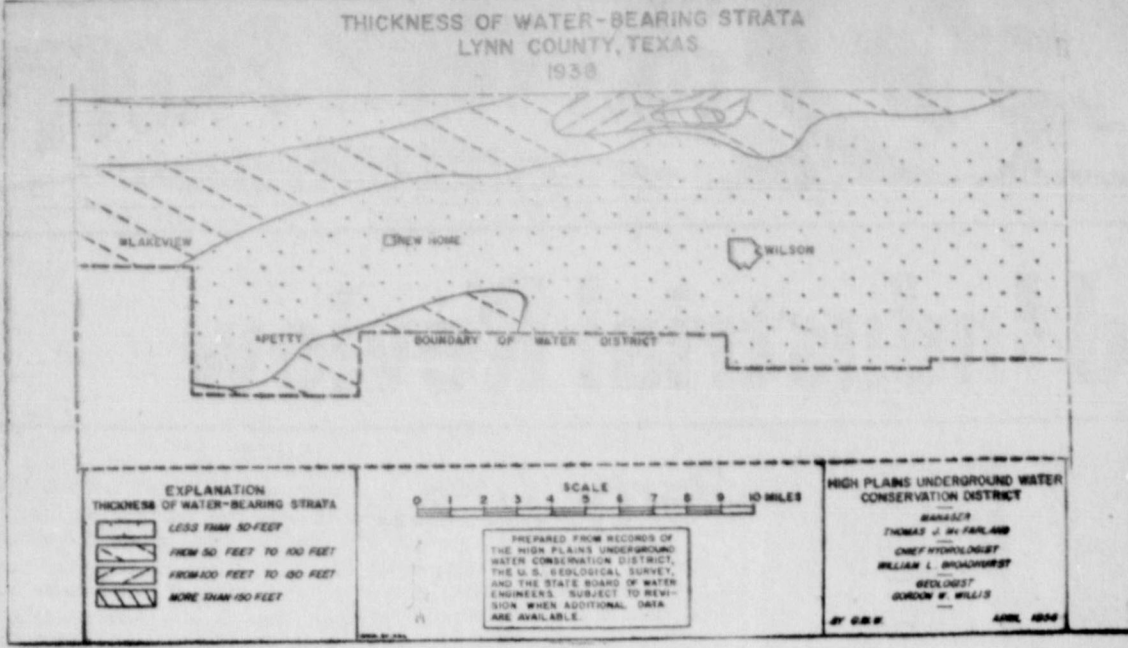 THICKNESS OF WATER-BEARING STRATA
LYNN COUNTY, TEXAS
1938
LAKEVIEW
NEW HOME
WILSON
PETTY
BOUNDARY OF WATER DISTRICT
EXPLANATION
THICKNESS OF WATER-BEARING STRATA
LESS THAN 50 FEET
FROM 50 FEET TO 100 FEET
FROM 100 FEET TO 150 FEET
MORE THAN 150 FEET
SCALE
0 1 2 3 4 5 6 7 8 9 10 MILES
PREPARED FROM RECORDS OF
THE HIGH PLAINS UNDERGROUND
WATER CONSERVATION DISTRICT,
THE U.S. GEOLOGICAL SURVEY,
AND THE STATE BOARD OF WATER
ENGINEERS. SUBJECT TO REVI-
SION WHEN ADDITIONAL DATA
ARE AVAILABLE.
HIGH PLAINS UNDERGROUND WATER
CONSERVATION DISTRICT
MANAGER
THOMAS J. McFARLAND
CHIEF HYDROLOGIST
WILLIAM L. BROADHURST
GEOLOGIST
GORDON W. WILLIS
BY
APRIL